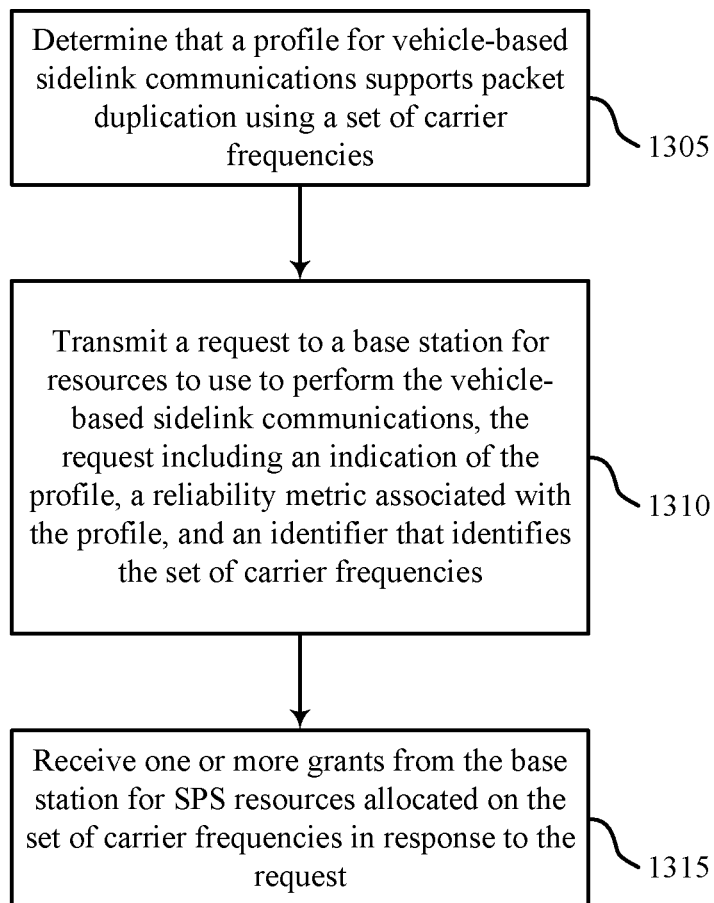 Determine that a profile for vehicle-based
sidelink communications supports packet
duplication using a set of carrier
frequencies
1305
Transmit a request to a base station for
resources to use to perform the vehicle-
based sidelink communications, the
request including an indication of the
profile, a reliability metric associated with
the profile, and an identifier that identifies
the set of carrier frequencies
1310
Receive one or more grants from the base
station for SPS resources allocated on the
set of carrier frequencies in response to the
request
1315